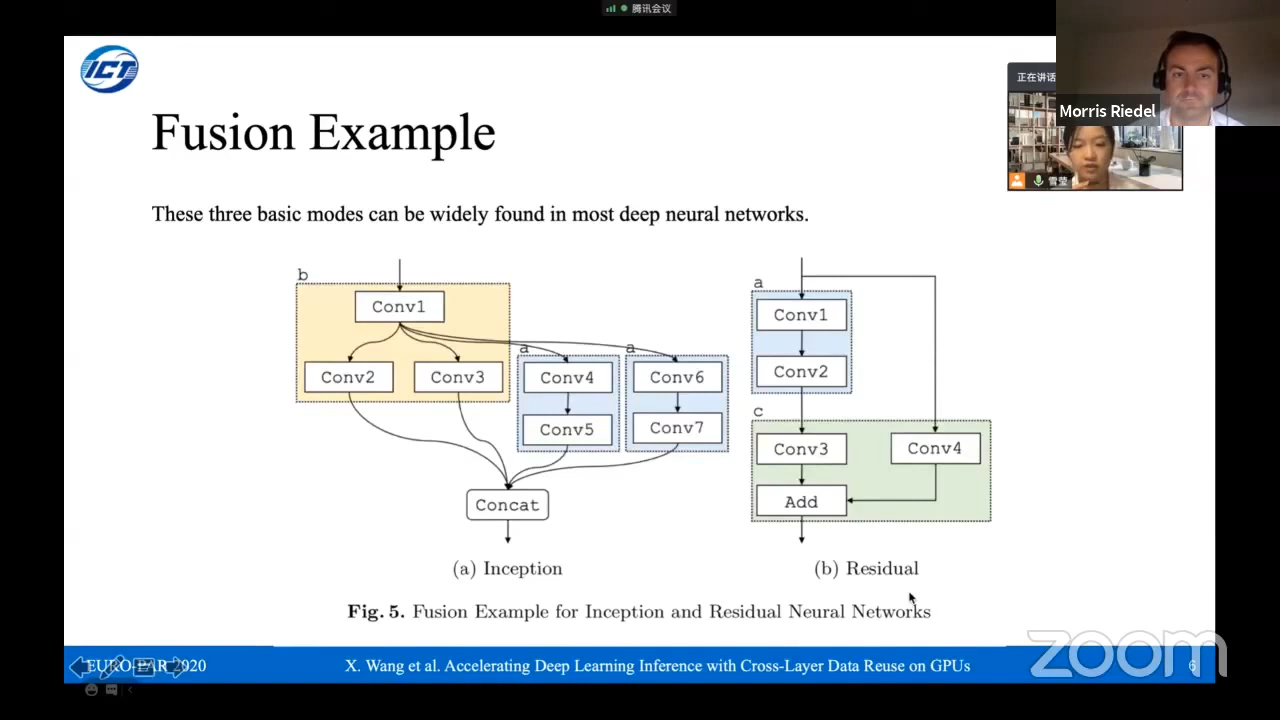 腾讯会议
ICT
正在讲话
Morris Riedel
雪莹
Fusion Example
These three basic modes can be widely found in most deep neural networks.
b
Conv1
Conv2
Conv3
a
Conv4
Conv5
a
Conv6
Conv7
Concat
(a) Inception
a
Conv1
Conv2
c
Conv3
Conv4
Add
(b) Residual
Fig. 5. Fusion Example for Inception and Residual Neural Networks
EURO-PAR 2020
X. Wang et al. Accelerating Deep Learning Inference with Cross-Layer Data Reuse on GPUs
6
zoom